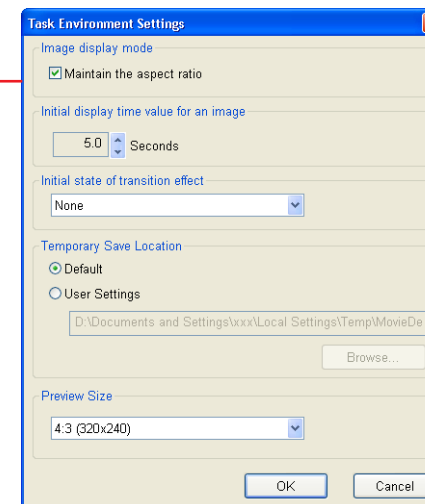 Task Environment Settings
Image display mode
Maintain the aspect ratio
Initial display time value for an image
5.0 Seconds
Initial state of transition effect
None
Temporary Save Location
Default
User Settings
D:\Documents and Settings\xxx\Local Settings\Temp\MovieDe
Browse...
Preview Size
4:3 (320x240)
OK Cancel